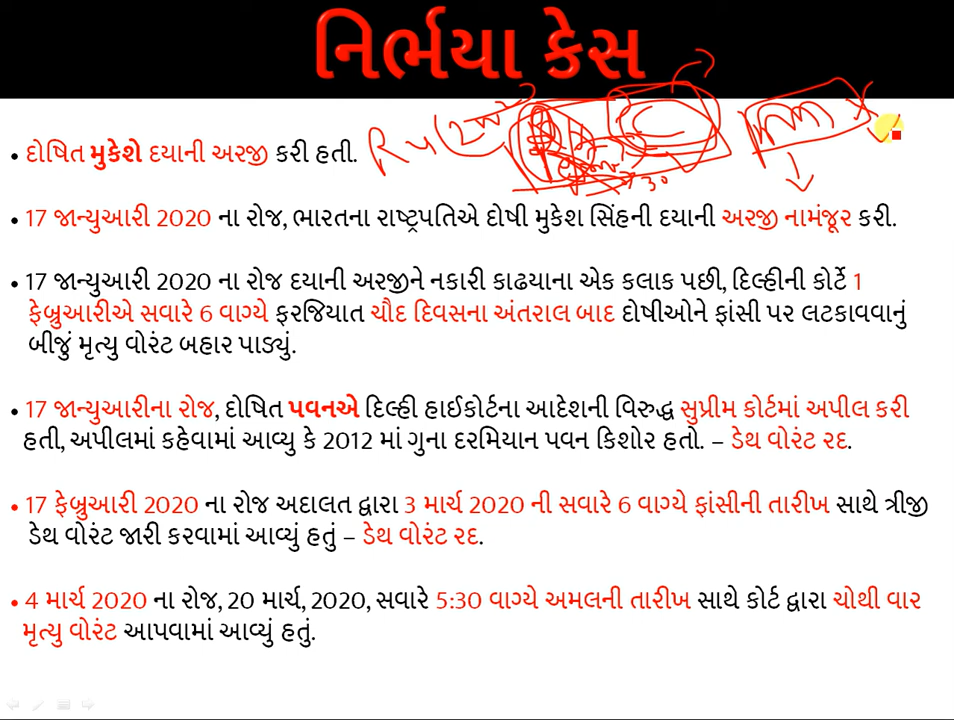 નિર્ભયા કેસ
• દોષિત મુકેશે દયાની અરજી કરી હતી.
• 17 જાન્યુઆરી 2020 ના રોજ, ભારતના રાષ્ટ્રપતિએ દોષી મુકેશ સિંહની દયાની અરજી નામંજૂર કરી.
• 17 જાન્યુઆરી 2020 ના રોજ દયાની અરજીને નકારી કાઢયાના એક કલાક પછી, દિલ્હીની કોર્ટે 1
ફેબ્રુઆરીએ સવારે 6 વાગ્યે ફરજિયાત ચૌદ દિવસના અંતરાલ બાદ દોષીઓને ફાંસી પર લટકાવવાનું
બીજું મૃત્યુ વોરંટ બહાર પાડ્યું.
• 17 જાન્યુઆરીના રોજ, દોષિત પવનએ દિલ્હી હાઈકોર્ટના આદેશની વિરુદ્ધ સુપ્રીમ કોર્ટમાં અપીલ કરી
હતી, અપીલમાં કહેવામાં આવ્યુ કે 2012 માં ગુના દરમિયાન પવન કિશોર હતો. – ડેથ વોરંટ રદ.
• 17 ફેબ્રુઆરી 2020 ના રોજ અદાલત દ્વારા 3 માર્ચ 2020 ની સવારે 6 વાગ્યે ફાંસીની તારીખ સાથે ત્રીજી
ડેથ વોરંટ જારી કરવામાં આવ્યું હતું – ડેથ વોરંટ રદ.
• 4 માર્ચ 2020 ના રોજ, 20 માર્ચ, 2020, સવારે 5:30 વાગ્યે અમલની તારીખ સાથે કોર્ટ દ્વારા ચોથી વાર
મૃત્યુ વોરંટ આપવામાં આવ્યું હતું.